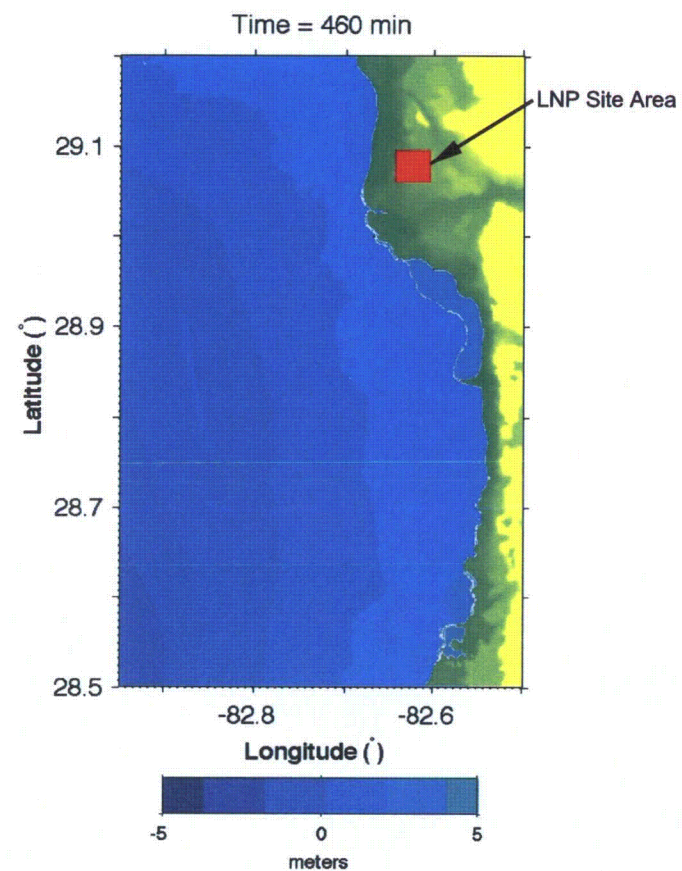 Time = 460 min
LNP Site Area
29.1
28.9
28.7
28.5
Latitude (°)
-82.8 -82.6
Longitude (°)
-5 0 5
meters